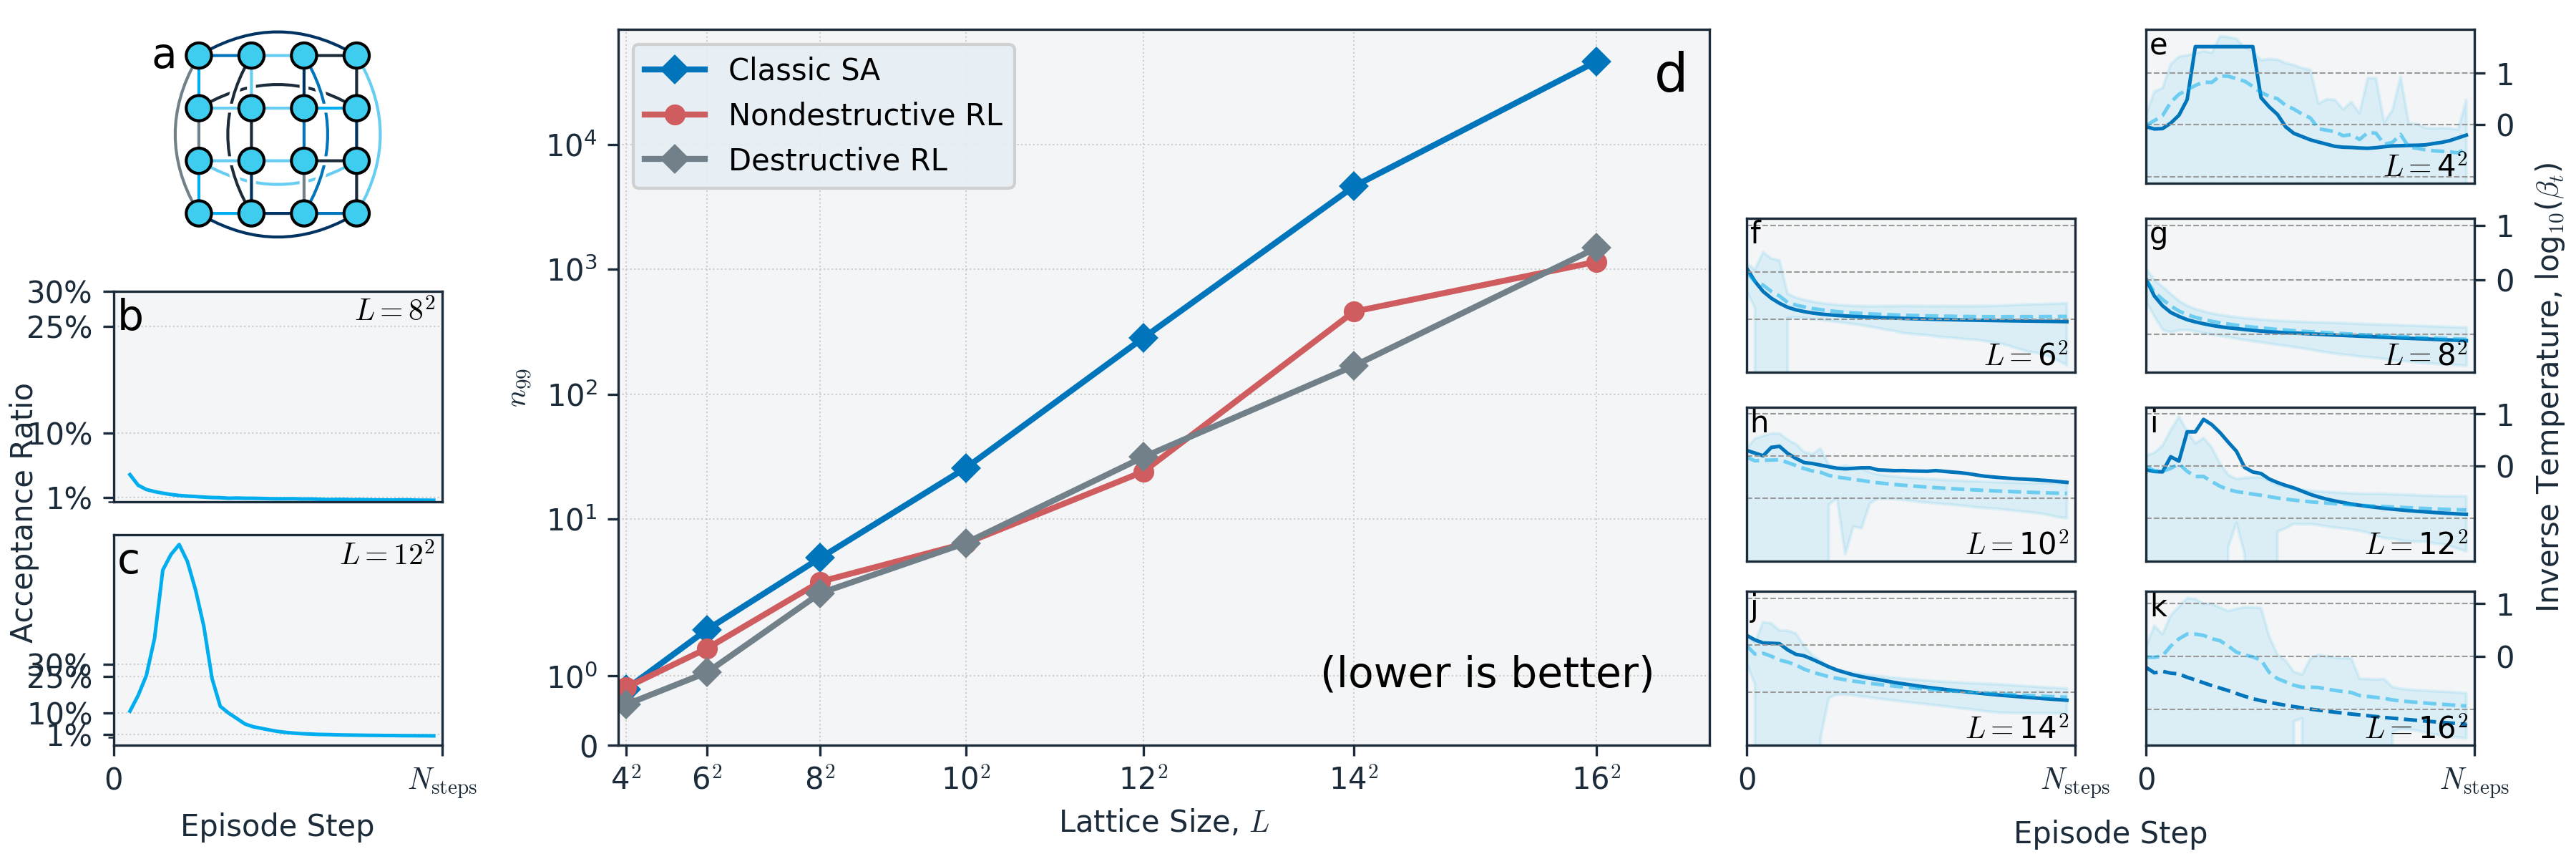 a
Acceptance Ratio
b
L = 8²
30%
25%
10%
1%
c
L = 12²
30%
25%
10%
1%
0
N_steps
Episode Step
d
Classic SA
Nondestructive RL
Destructive RL
n₉₉
10⁴
10³
10²
10¹
10⁰
0
(lower is better)
4² 6² 8² 10² 12² 14² 16²
Lattice Size, L
e
L = 4²
1
0
f
L = 6²
g
L = 8²
1
0
h
L = 10²
i
L = 12²
1
0
j
L = 14²
k
L = 16²
1
0
0 N_steps
0 N_steps
Episode Step
Inverse Temperature, log₁₀(βₜ)